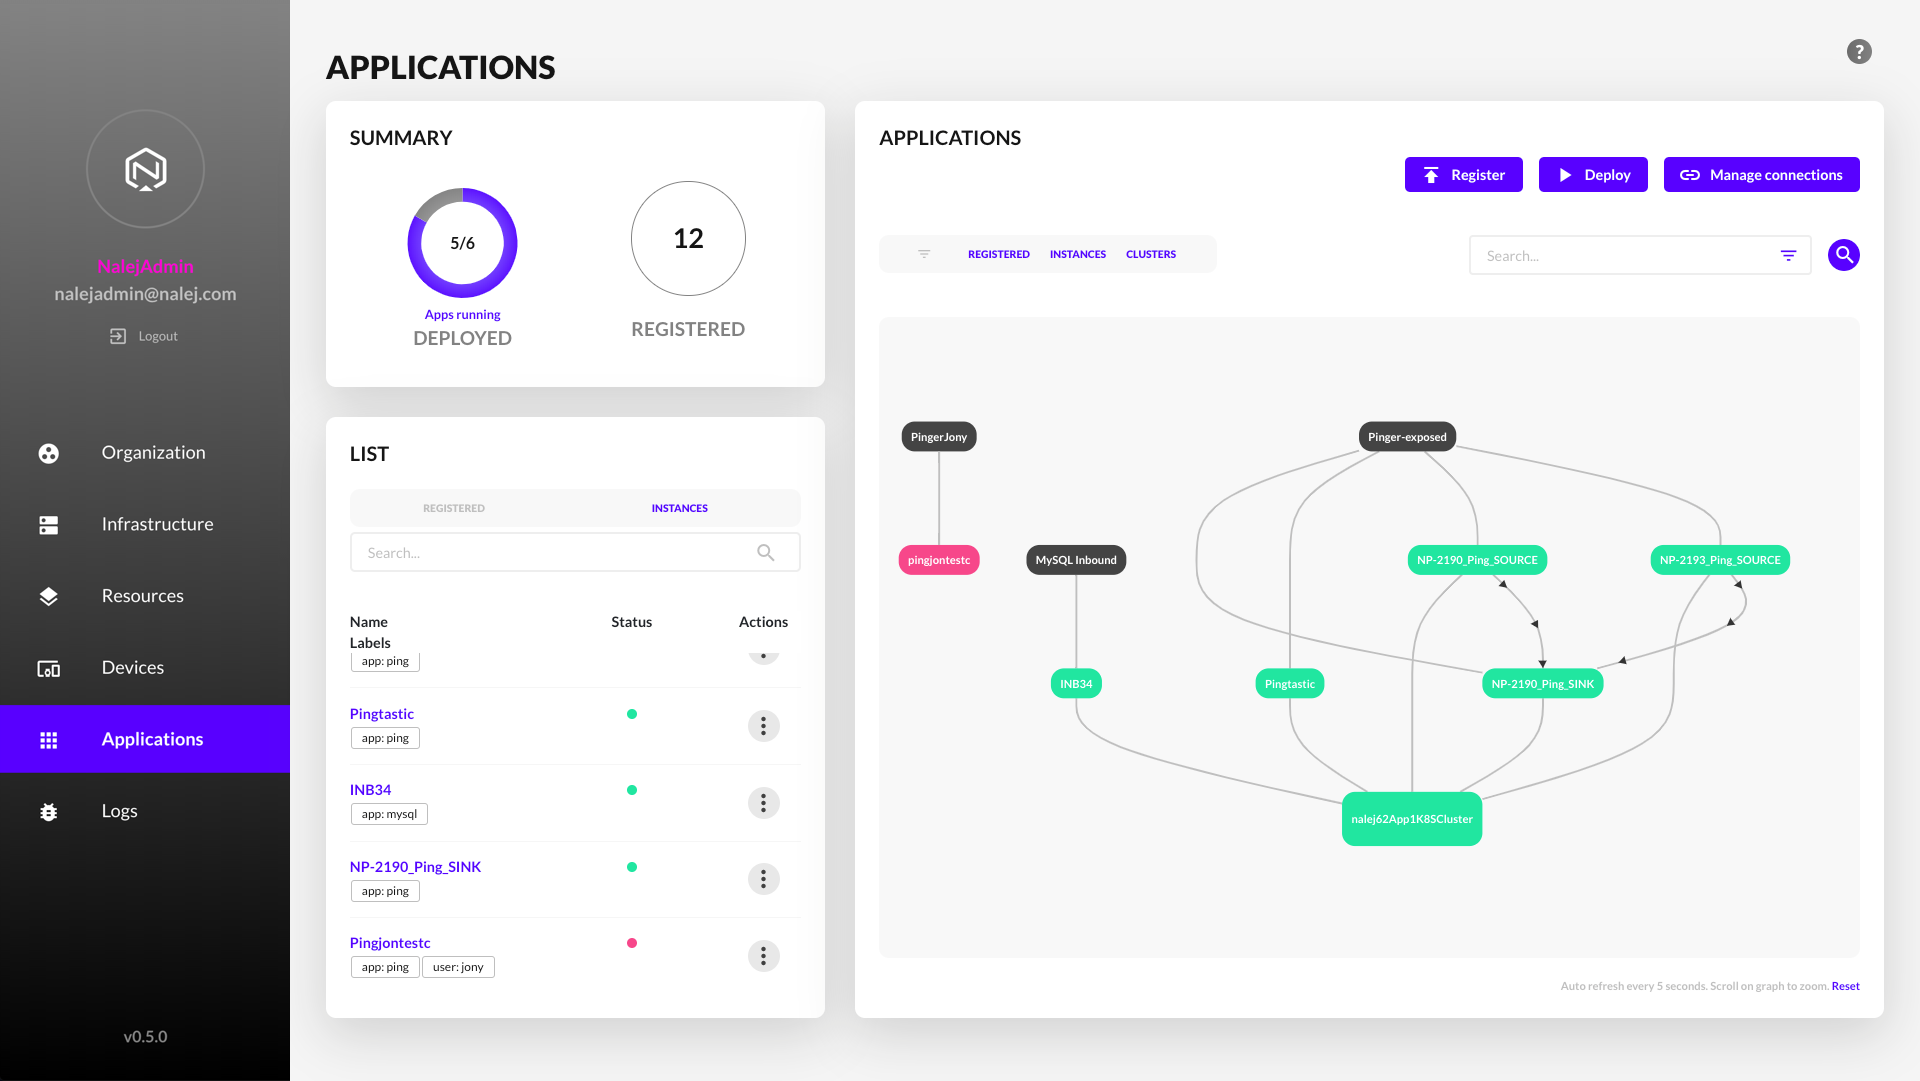 NalejAdmin
nalejadmin@nalej.com
Logout
Organization
Infrastructure
Resources
Devices
Applications
Logs
v0.5.0
APPLICATIONS
?
SUMMARY
5/6
Apps running
DEPLOYED
12
REGISTERED
LIST
REGISTERED INSTANCES
Search...
Name Status Actions
Labels
app: ping
Pingtastic
app: ping
INB34
app: mysql
NP-2190_Ping_SINK
app: ping
Pingjontestc
app: ping user: jony
APPLICATIONS
Register Deploy Manage connections
REGISTERED INSTANCES CLUSTERS
Search...
PingerJony Pinger-exposed
pingjontestc MySQL Inbound NP-2190_Ping_SOURCE NP-2193_Ping_SOURCE
INB34 Pingtastic NP-2190_Ping_SINK
nalej62App1K8SCluster
Auto refresh every 5 seconds. Scroll on graph to zoom. Reset